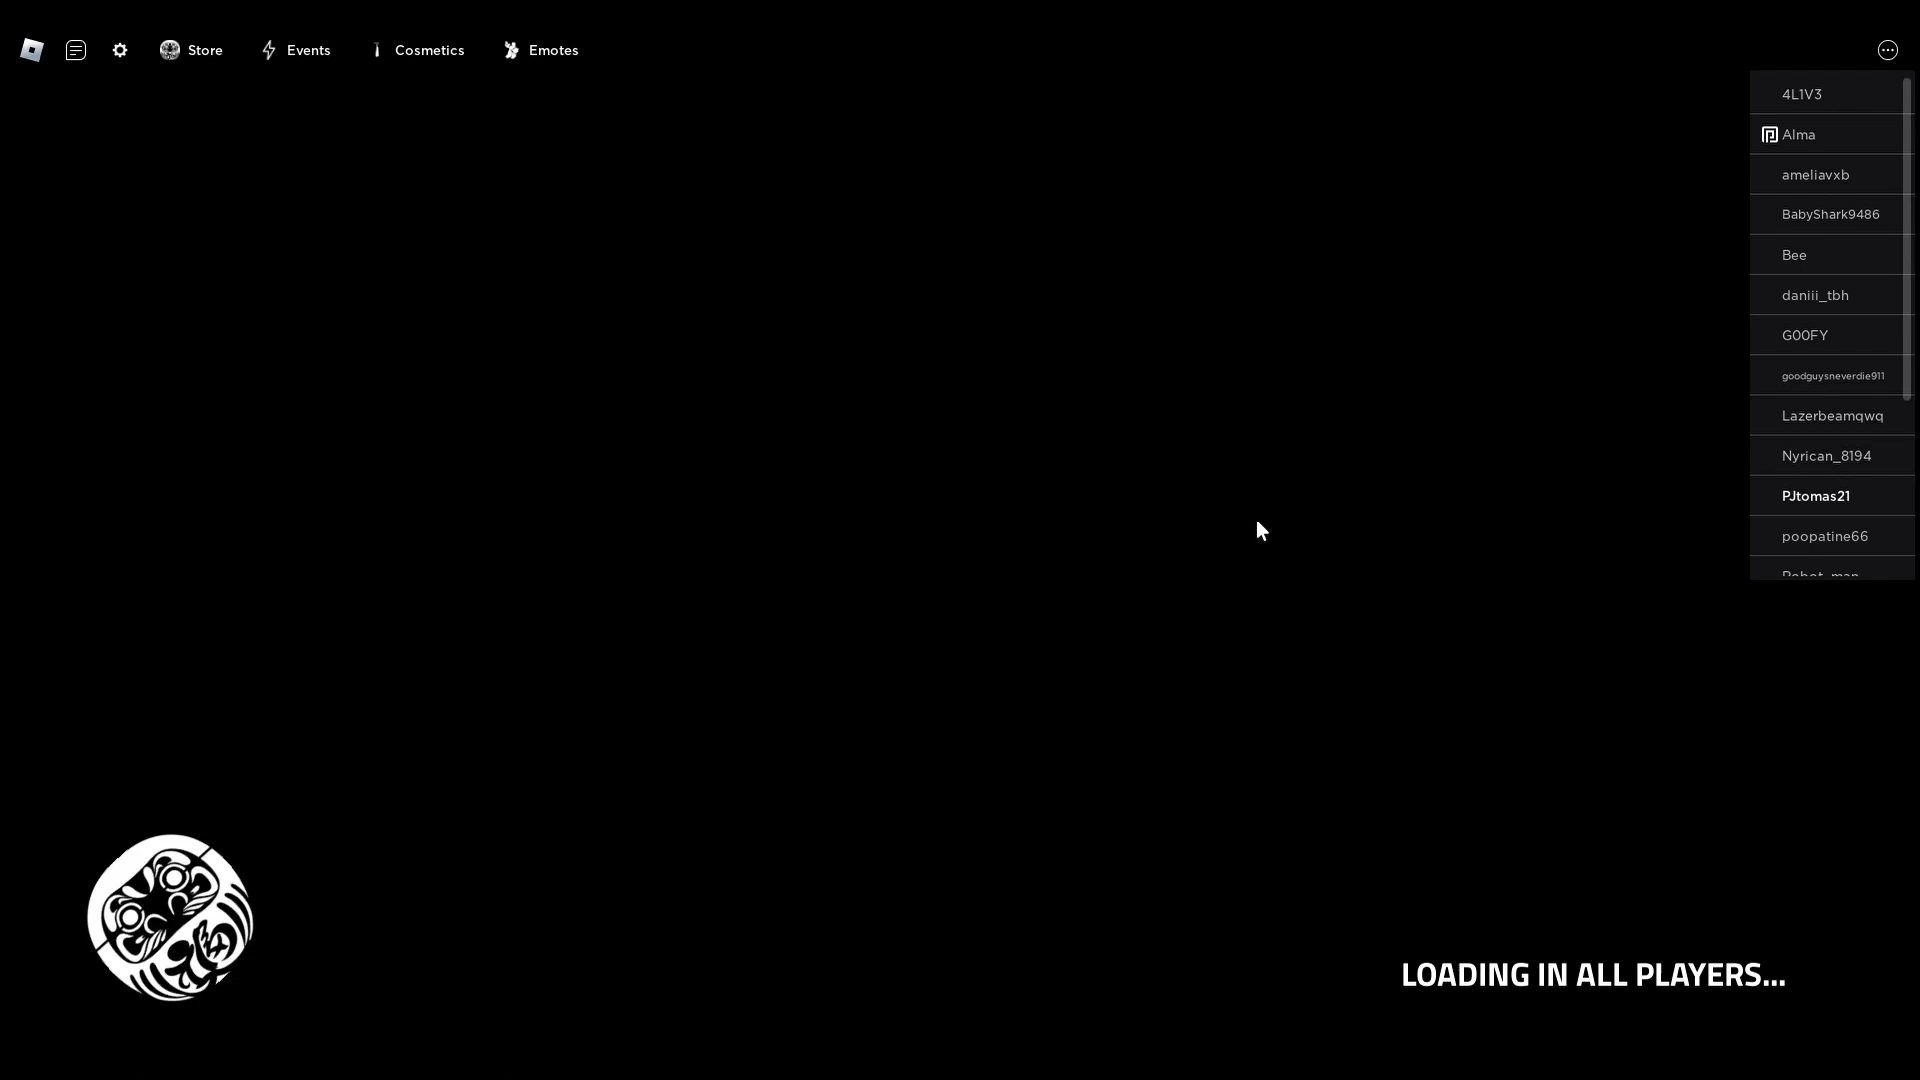 Store
Events
Cosmetics
Emotes
4L1V3
Alma
ameliavxb
BabyShark9486
Bee
daniii_tbh
G00FY
goodguysneverdie911
Lazerbeamqwq
Nyrican_8194
PJtomas21
poopatine66
LOADING IN ALL PLAYERS...